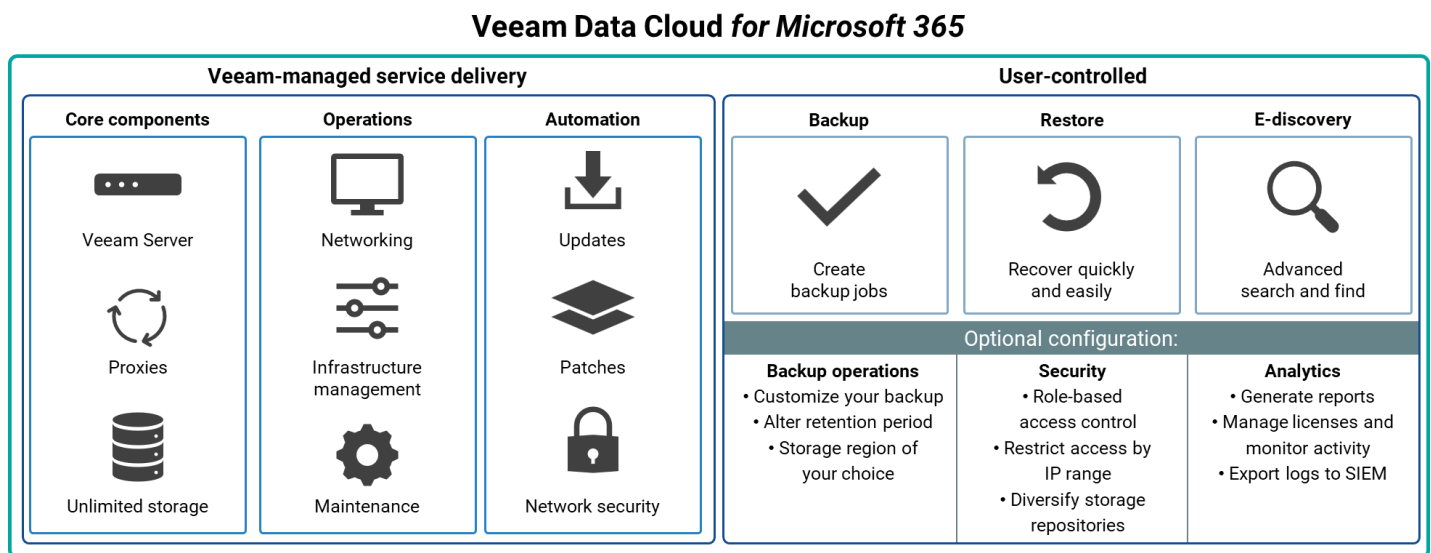 Veeam Data Cloud for Microsoft 365
Veeam-managed service delivery
Core components
Veeam Server
Proxies
Unlimited storage
Operations
Networking
Infrastructure
management
Maintenance
Automation
Updates
Patches
Network security
User-controlled
Backup
Create
backup jobs
Restore
Recover quickly
and easily
E-discovery
Advanced
search and find
Optional configuration:
Backup operations
• Customize your backup
• Alter retention period
• Storage region of
your choice
Security
• Role-based
access control
• Restrict access by
IP range
• Diversify storage
repositories
Analytics
• Generate reports
• Manage licenses and
monitor activity
• Export logs to SIEM